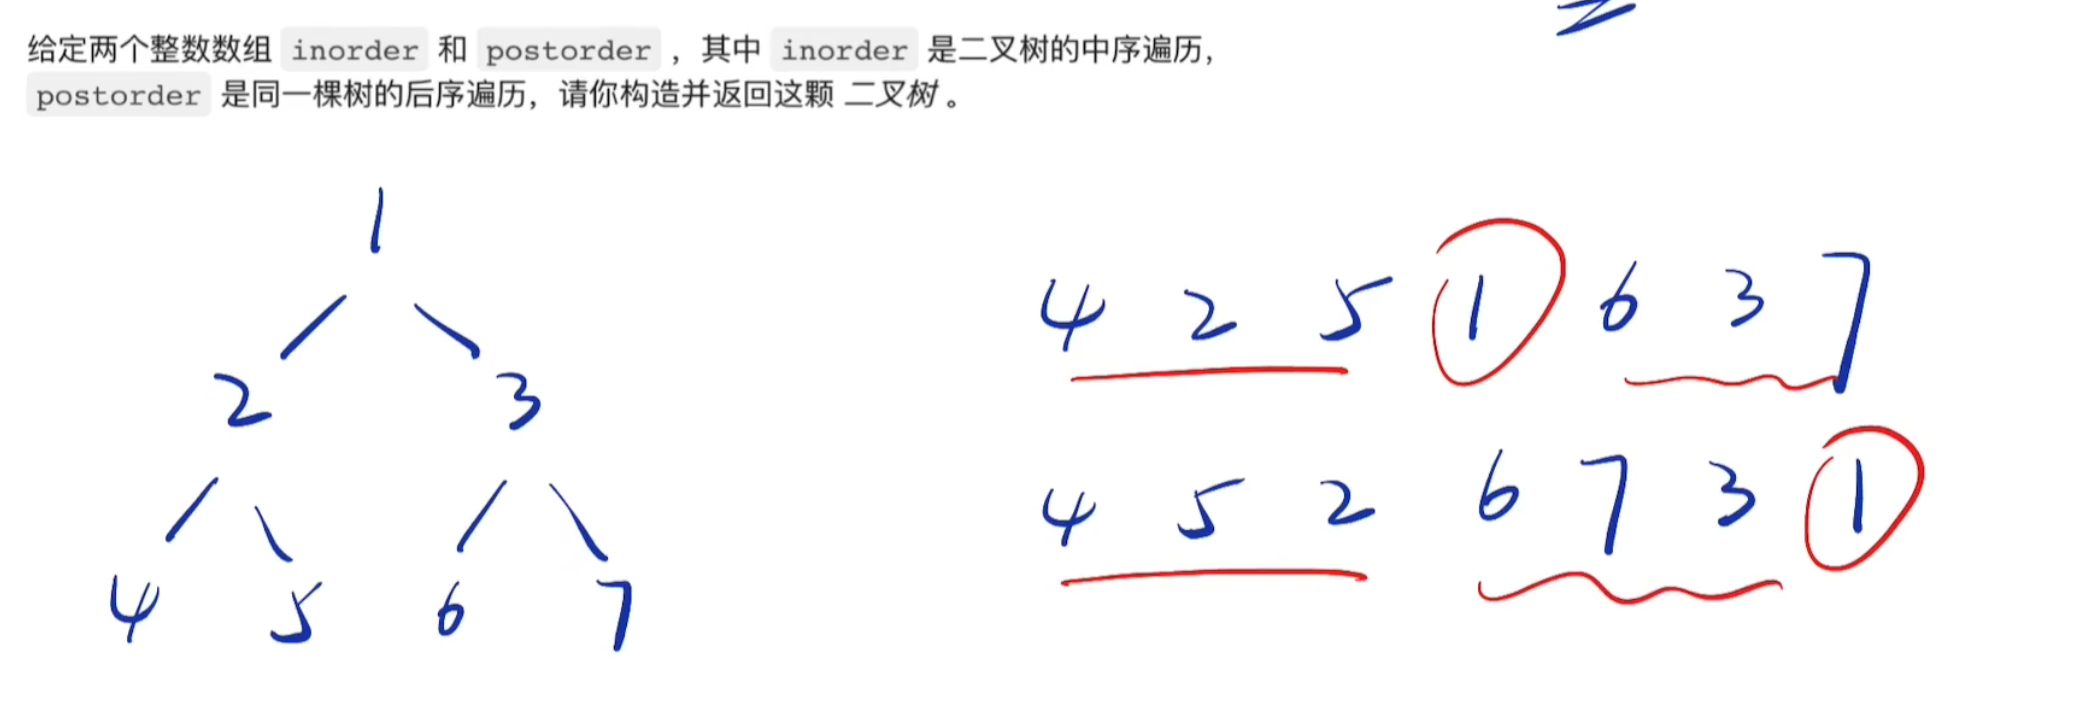 给定两个整数数组 inorder 和 postorder ，其中 inorder 是二叉树的中序遍历，
postorder 是同一棵树的后序遍历，请你构造并返回这颗 二叉树 。
1
4 2 5 1 6 3 7
2 3
4 5 2 6 7 3 1
4 5 6 7